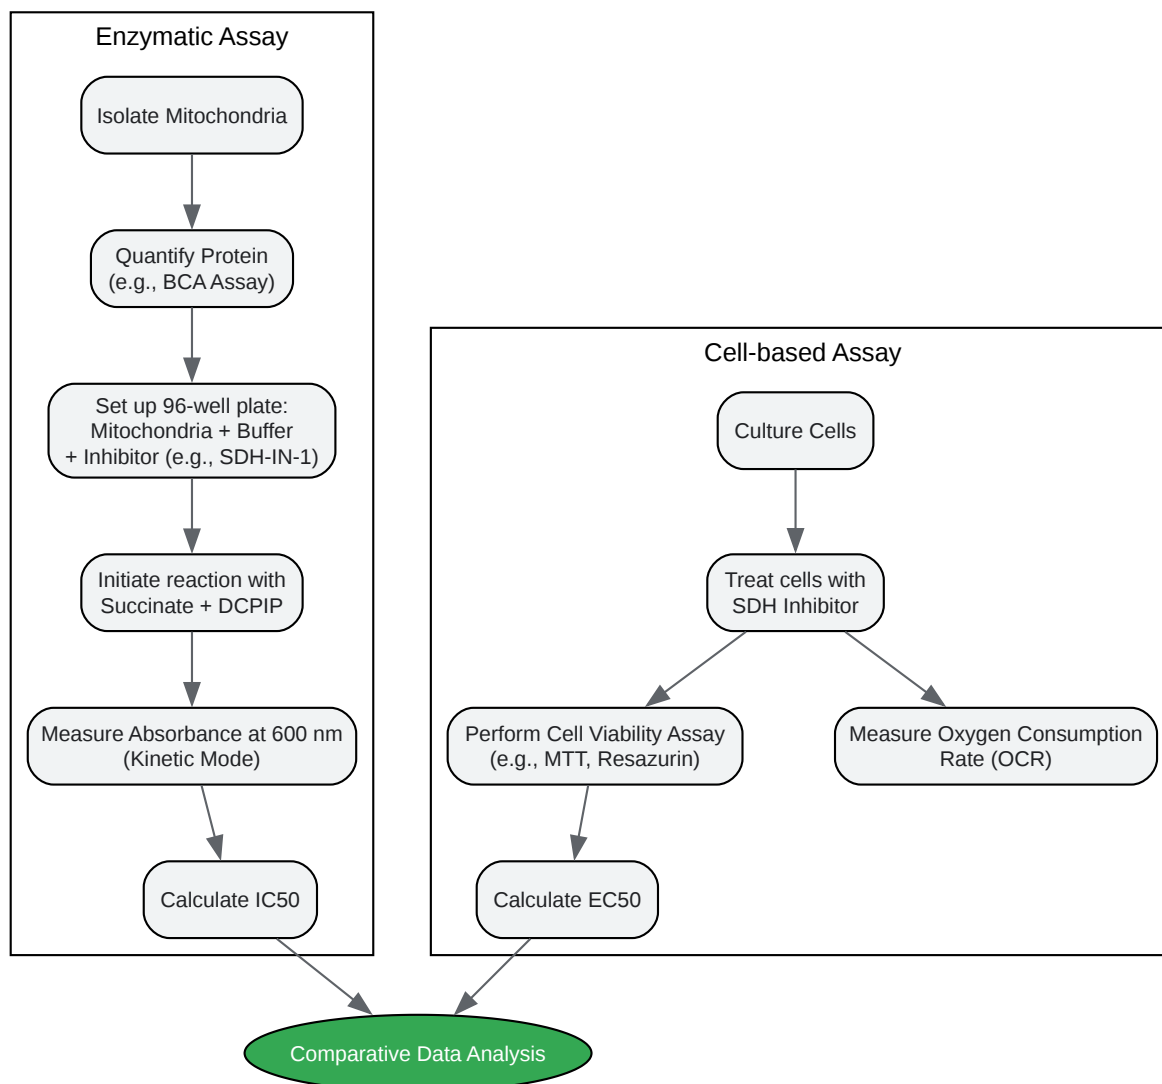 Enzymatic Assay
Isolate Mitochondria
Quantify Protein
(e.g., BCA Assay)
Set up 96-well plate:
Mitochondria + Buffer
+ Inhibitor (e.g., SDH-IN-1)
Initiate reaction with
Succinate + DCPIP
Measure Absorbance at 600 nm
(Kinetic Mode)
Calculate IC50
Cell-based Assay
Culture Cells
Treat cells with
SDH Inhibitor
Perform Cell Viability Assay
(e.g., MTT, Resazurin)
Measure Oxygen Consumption
Rate (OCR)
Calculate EC50
Comparative Data Analysis